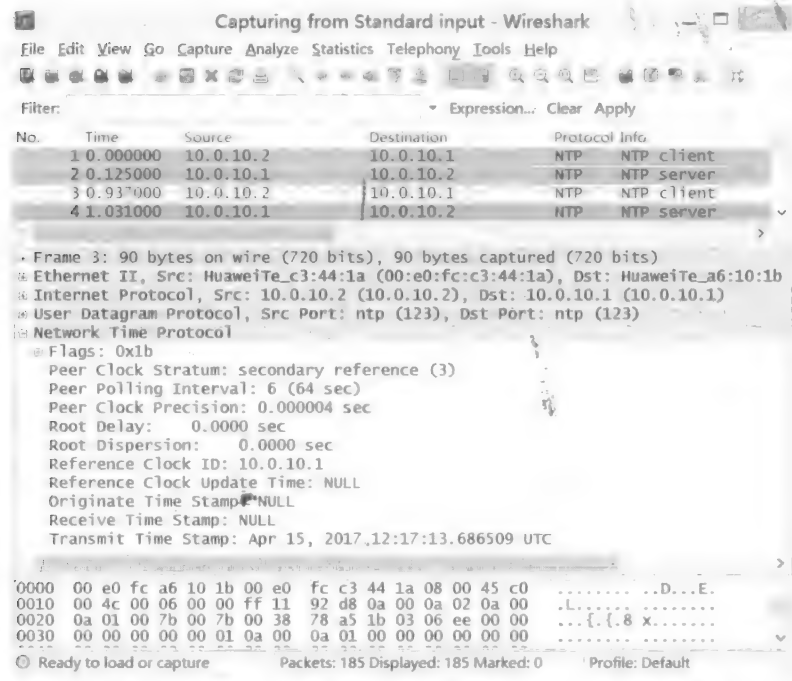 Capturing from Standard input - Wireshark
File Edit View Go Capture Analyze Statistics Telephony Tools Help
Filter: Expression... Clear Apply
No. Time Source Destination Protocol Info
1 0.000000 10.0.10.2 10.0.10.1 NTP NTP client
2 0.125000 10.0.10.1 10.0.10.2 NTP NTP server
3 0.937000 10.0.10.2 10.0.10.1 NTP NTP client
4 1.031000 10.0.10.1 10.0.10.2 NTP NTP server
Frame 3: 90 bytes on wire (720 bits), 90 bytes captured (720 bits)
Ethernet II, Src: HuaweiTe_c3:44:1a (00:e0:fc:c3:44:1a), Dst: HuaweiTe_a6:10:1b
Internet Protocol, Src: 10.0.10.2 (10.0.10.2), Dst: 10.0.10.1 (10.0.10.1)
User Datagram Protocol, Src Port: ntp (123), Dst Port: ntp (123)
Network Time Protocol
Flags: 0x1b
Peer Clock Stratum: secondary reference (3)
Peer Polling Interval: 6 (64 sec)
Peer Clock Precision: 0.000004 sec
Root Delay: 0.0000 sec
Root Dispersion: 0.0000 sec
Reference Clock ID: 10.0.10.1
Reference Clock Update Time: NULL
Originate Time Stamp: NULL
Receive Time Stamp: NULL
Transmit Time Stamp: Apr 15, 2017 12:17:13.686509 UTC
0000 00 e0 fc a6 10 1b 00 e0 fc c3 44 1a 08 00 45 c0 ........ ..D...E.
0010 00 4c 00 06 00 00 ff 11 92 d8 0a 00 0a 02 0a 00 .L...... ........
0020 0a 01 00 7b 00 7b 00 38 78 a5 1b 03 06 ee 00 00 ...{.{.8 x.......
0030 00 00 00 00 00 01 0a 00 0a 01 00 00 00 00 00 00 ........ ........
Ready to load or capture Packets: 185 Displayed: 185 Marked: 0 Profile: Default